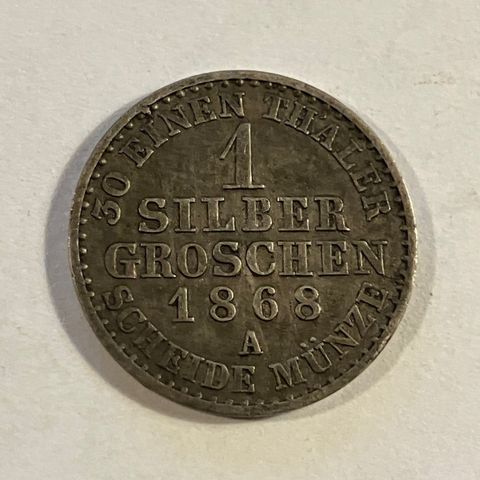 30 EINEN THALER
1
SILBER
GROSCHEN
1868
A
SCHEIDE MÜNZE